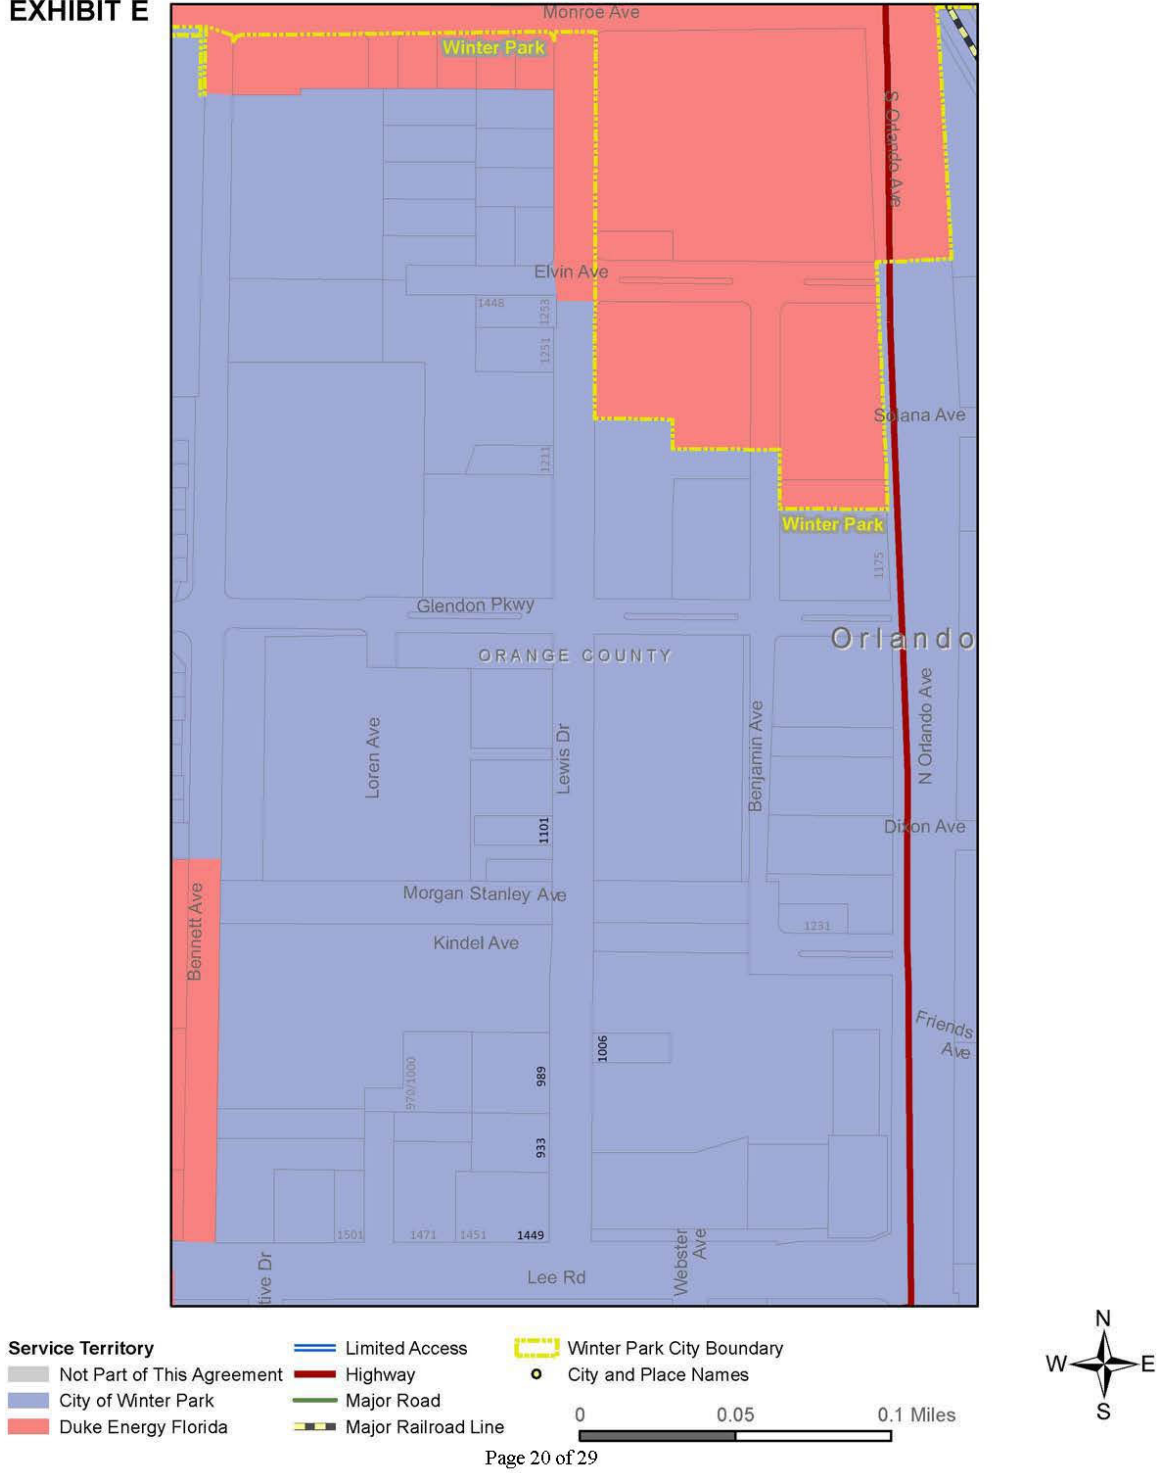 EXHIBIT E
Monroe Ave
Winter Park
S Orlando Ave
Elvin Ave
1448
1253
1251
Solana Ave
1211
Winter Park
1175
Glendon Pkwy
Orlando
ORANGE COUNTY
Loren Ave
Lewis Dr
Benjamin Ave
N Orlando Ave
1101
Dixon Ave
Bennett Ave
Morgan Stanley Ave
1231
Kindel Ave
Friends
Ave
1006
970/1000
989
933
1501
1471
1451
1449
Webster
Ave
tive Dr
Lee Rd
Service Territory
Not Part of This Agreement
City of Winter Park
Duke Energy Florida
Limited Access
Highway
Major Road
Major Railroad Line
Winter Park City Boundary
City and Place Names
0 0.05 0.1 Miles
N
W E
S
Page 20 of 29